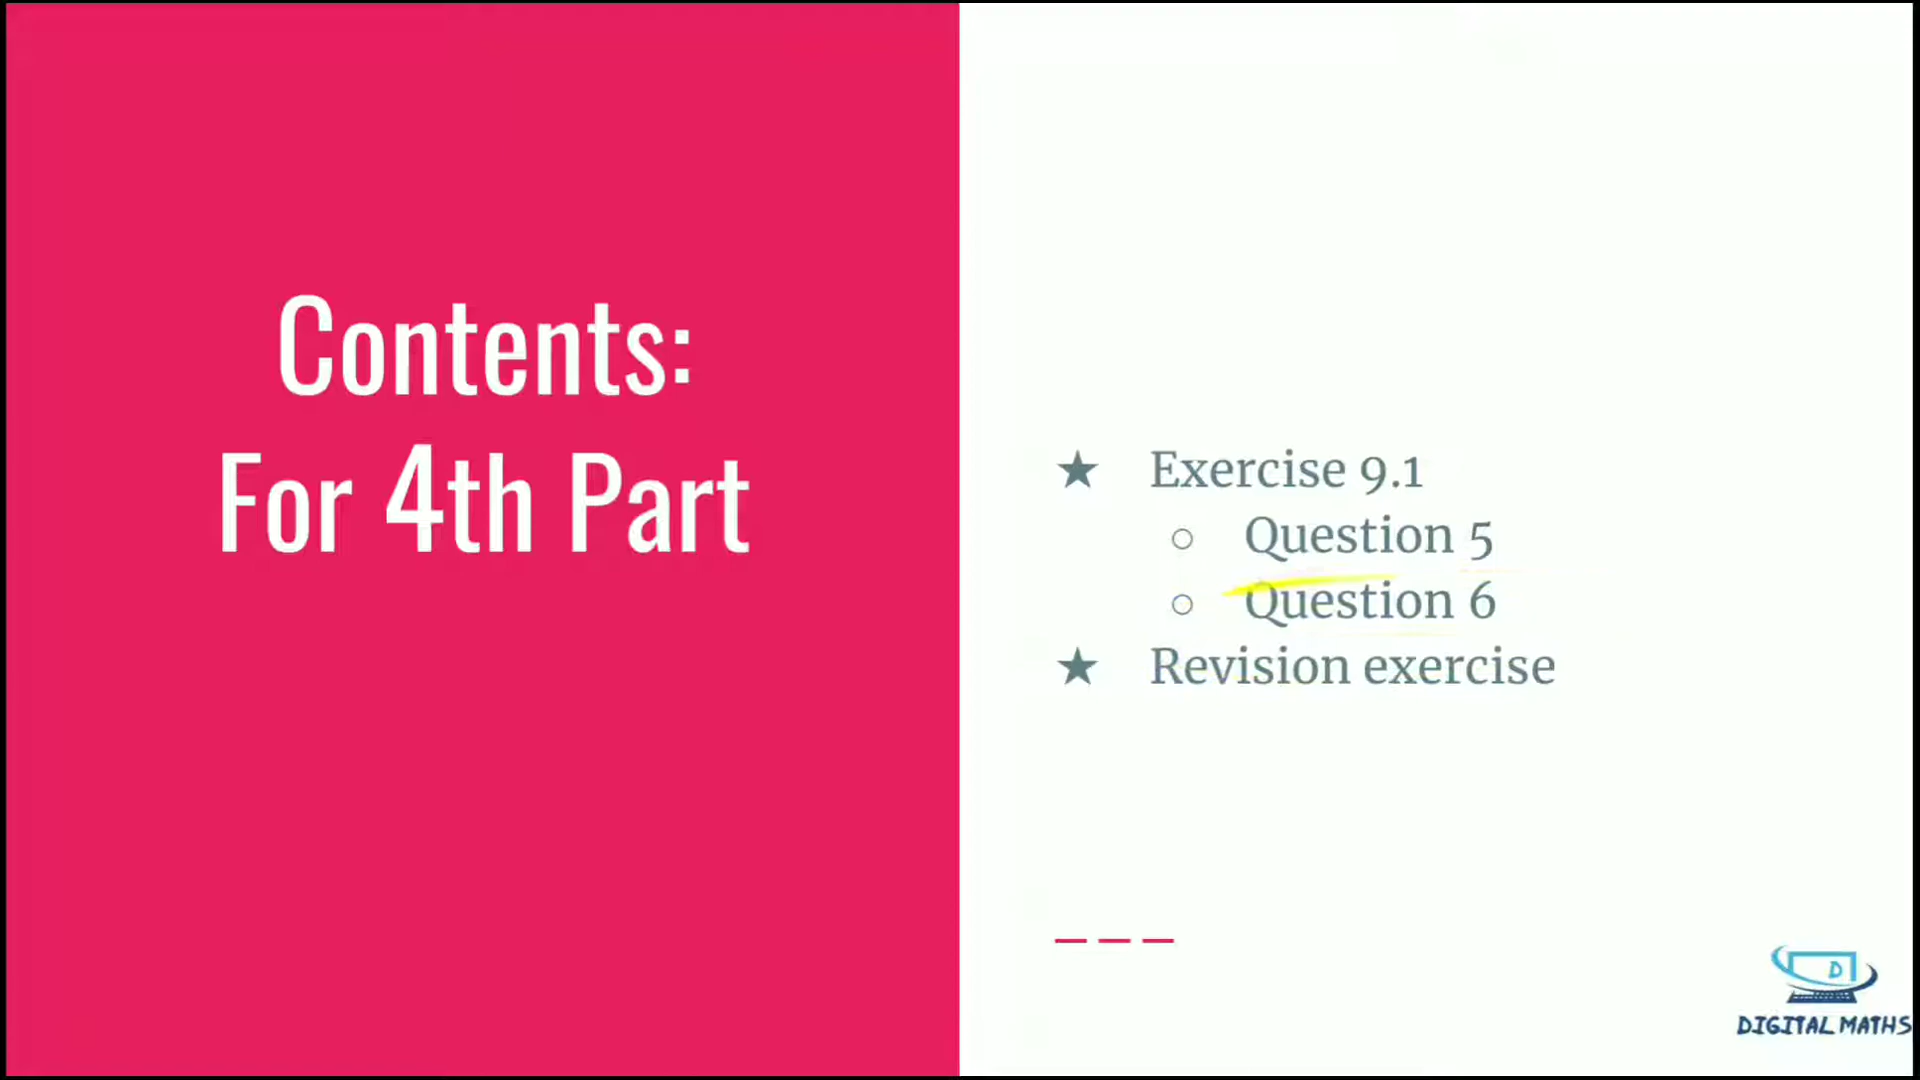 Contents:
For 4th Part
★ Exercise 9.1
○ Question 5
○ Question 6
★ Revision exercise
D
DIGITAL MATHS